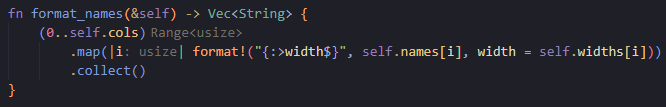 fn format_names(&self) -> Vec<String> {
    (0..self.cols) Range<usize>
        .map(|i: usize| format!("{:>width$}", self.names[i], width = self.widths[i]))
        .collect()
}